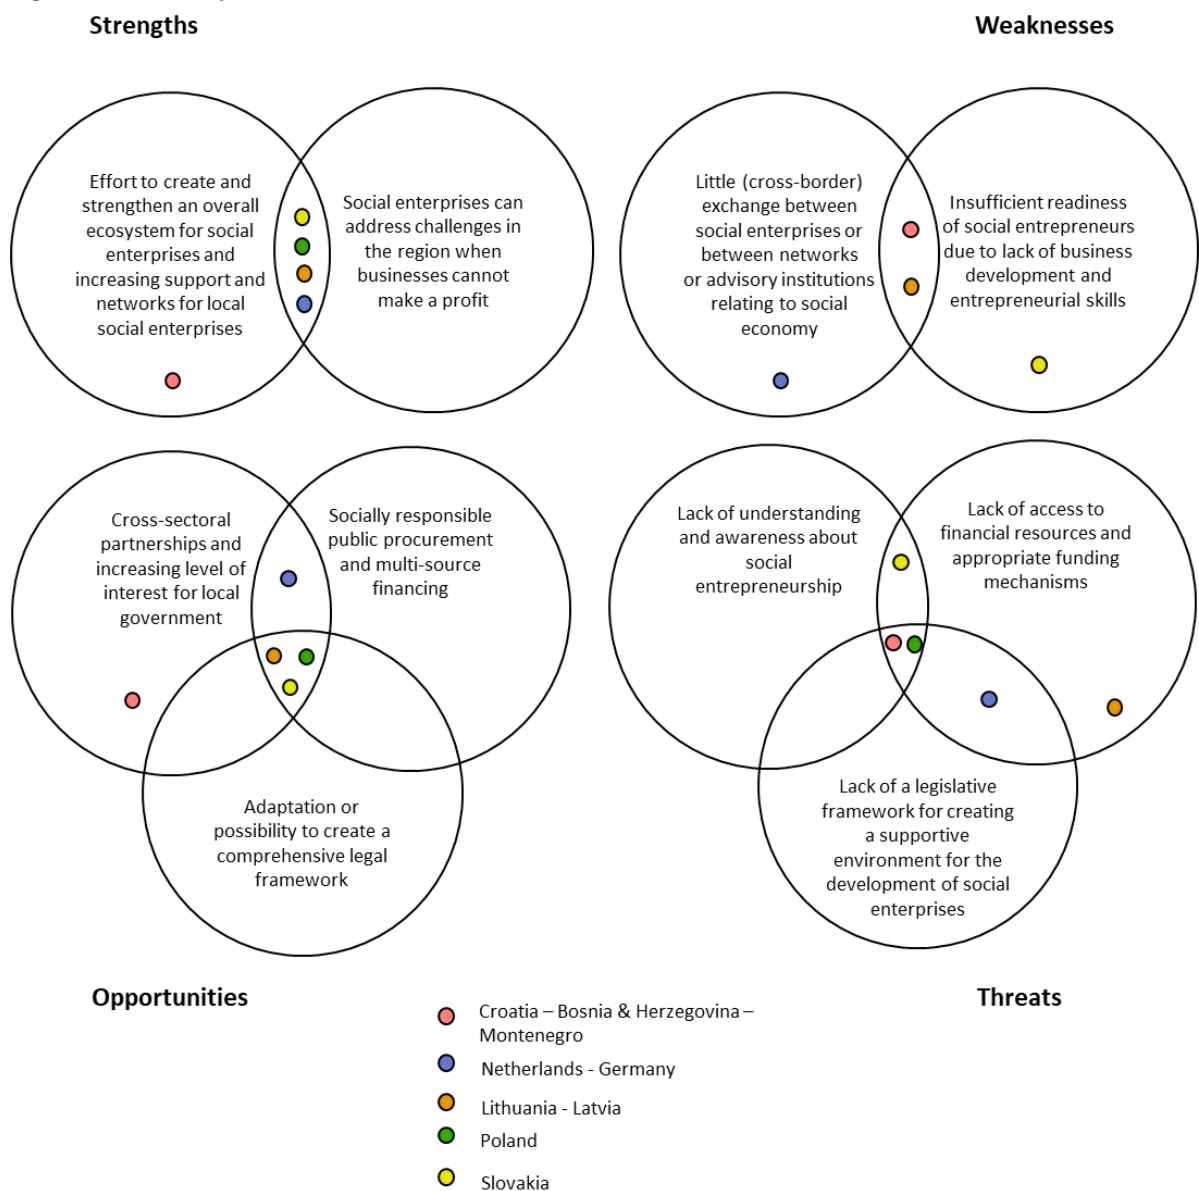 Strengths
Weaknesses
Effort to create and
strengthen an overall
ecosystem for social
enterprises and
increasing support and
networks for local
social enterprises
Social enterprises can
address challenges in
the region when
businesses cannot
make a profit
Little (cross-border)
exchange between
social enterprises or
between networks
or advisory institutions
relating to social
economy
Insufficient readiness
of social entrepreneurs
due to lack of business
development and
entrepreneurial skills
Cross-sectoral
partnerships and
increasing level of
interest for local
government
Socially responsible
public procurement
and multi-source
financing
Adaptation or
possibility to create a
comprehensive legal
framework
Lack of understanding
and awareness about
social
entrepreneurship
Lack of access to
financial resources and
appropriate funding
mechanisms
Lack of a legislative
framework for creating
a supportive
environment for the
development of social
enterprises
Opportunities
Threats
Croatia – Bosnia & Herzegovina –
Montenegro
Netherlands - Germany
Lithuania - Latvia
Poland
Slovakia